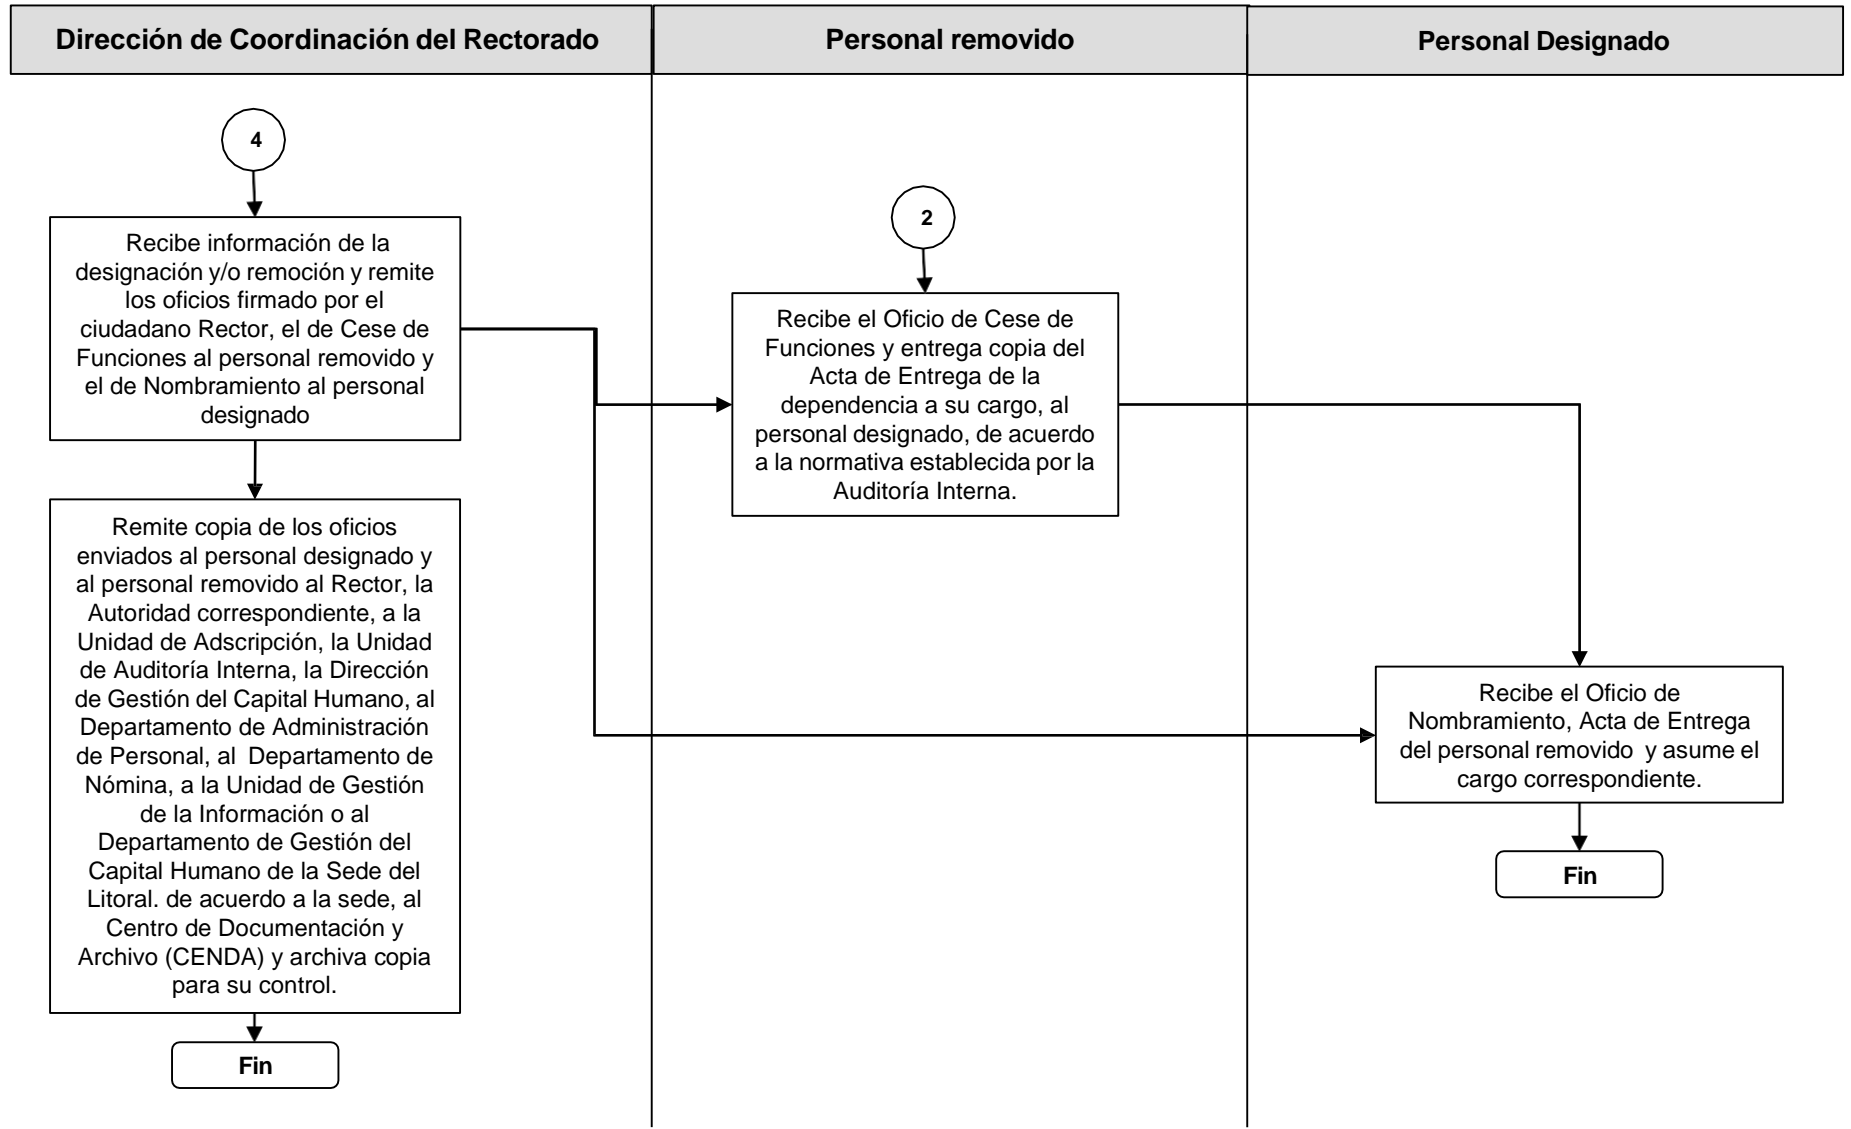 Dirección de Coordinación del Rectorado
Personal removido
Personal Designado
4
Recibe información de la
designación y/o remoción y remite
los oficios firmado por el
ciudadano Rector, el de Cese de
Funciones al personal removido y
el de Nombramiento al personal
designado
Remite copia de los oficios
enviados al personal designado y
al personal removido al Rector, la
Autoridad correspondiente, a la
Unidad de Adscripción, la Unidad
de Auditoría Interna, la Dirección
de Gestión del Capital Humano, al
Departamento de Administración
de Personal, al Departamento de
Nómina, a la Unidad de Gestión
de la Información o al
Departamento de Gestión del
Capital Humano de la Sede del
Litoral. de acuerdo a la sede, al
Centro de Documentación y
Archivo (CENDA) y archiva copia
para su control.
Fin
2
Recibe el Oficio de Cese de
Funciones y entrega copia del
Acta de Entrega de la
dependencia a su cargo, al
personal designado, de acuerdo
a la normativa establecida por la
Auditoría Interna.
Recibe el Oficio de
Nombramiento, Acta de Entrega
del personal removido y asume el
cargo correspondiente.
Fin